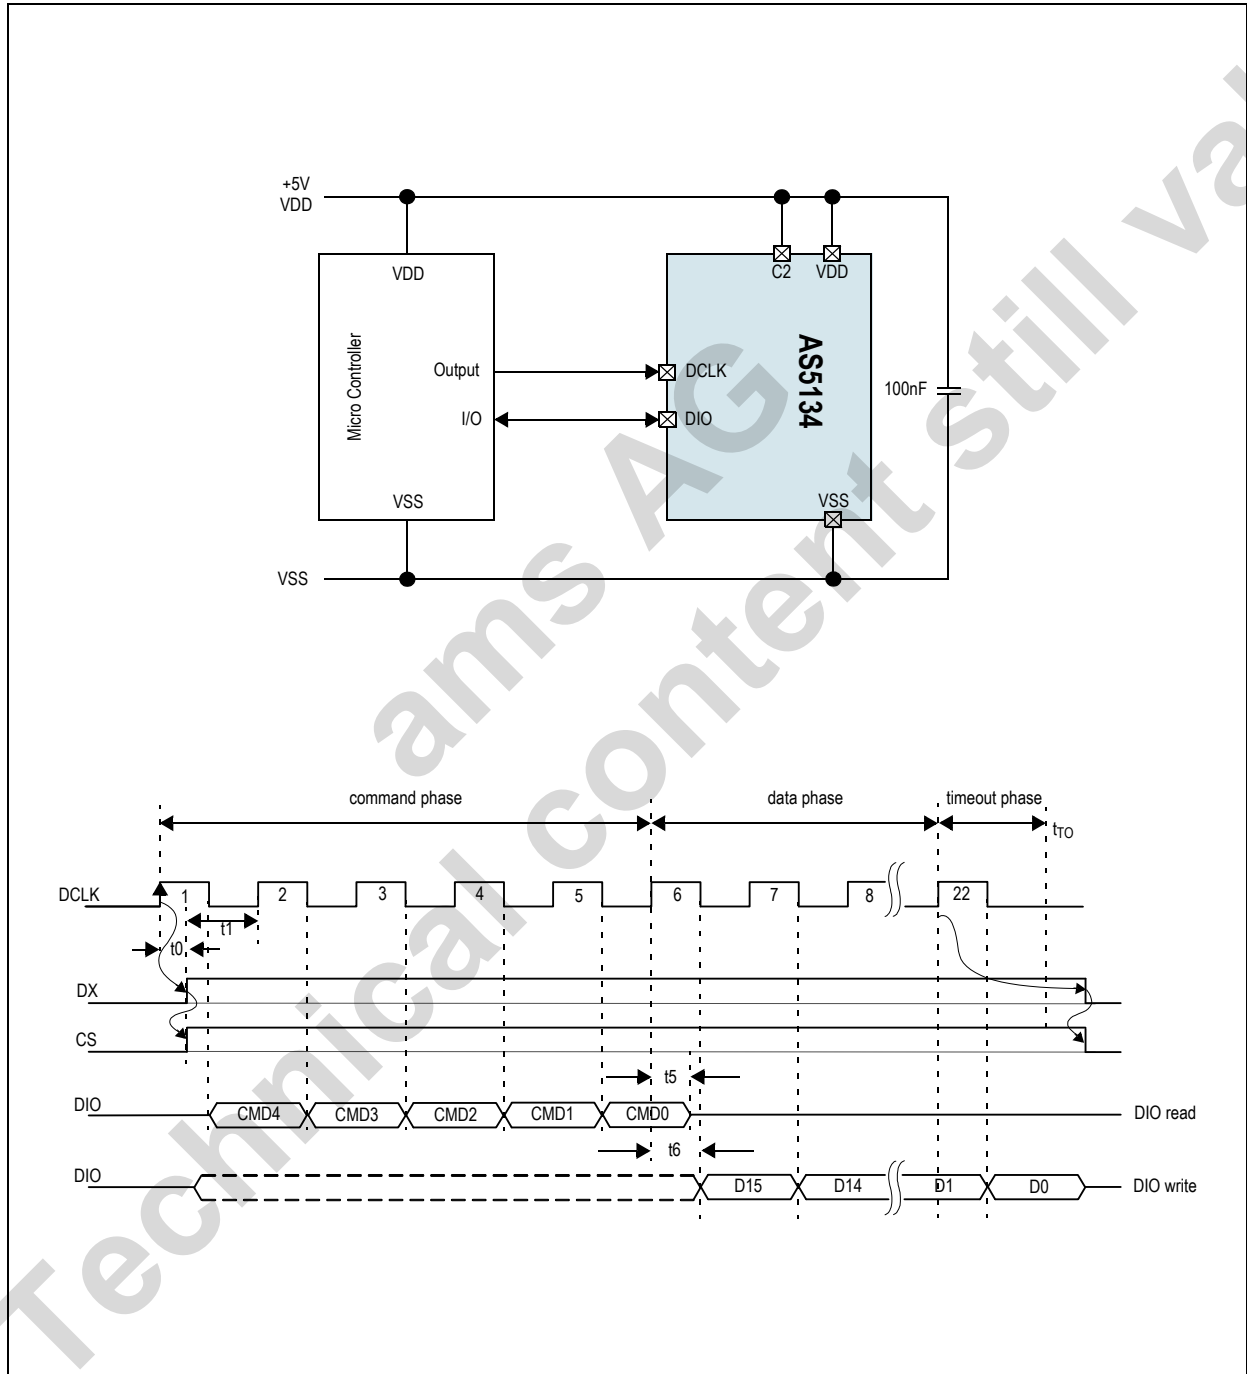 +5V
VDD
VDD
C2 VDD
Micro Controller
AS5134
Output
DCLK
100nF
I/O
DIO
VSS
VSS
VSS
command phase data phase timeout phase
tTO
DCLK
1 2 3 4 5 6 7 8 22
t1
t0
DX
CS
t5
DIO
CMD4 CMD3 CMD2 CMD1 CMD0
DIO read
t6
DIO
D15 D14 D1 D0
DIO write
ams AG
Technical content still va